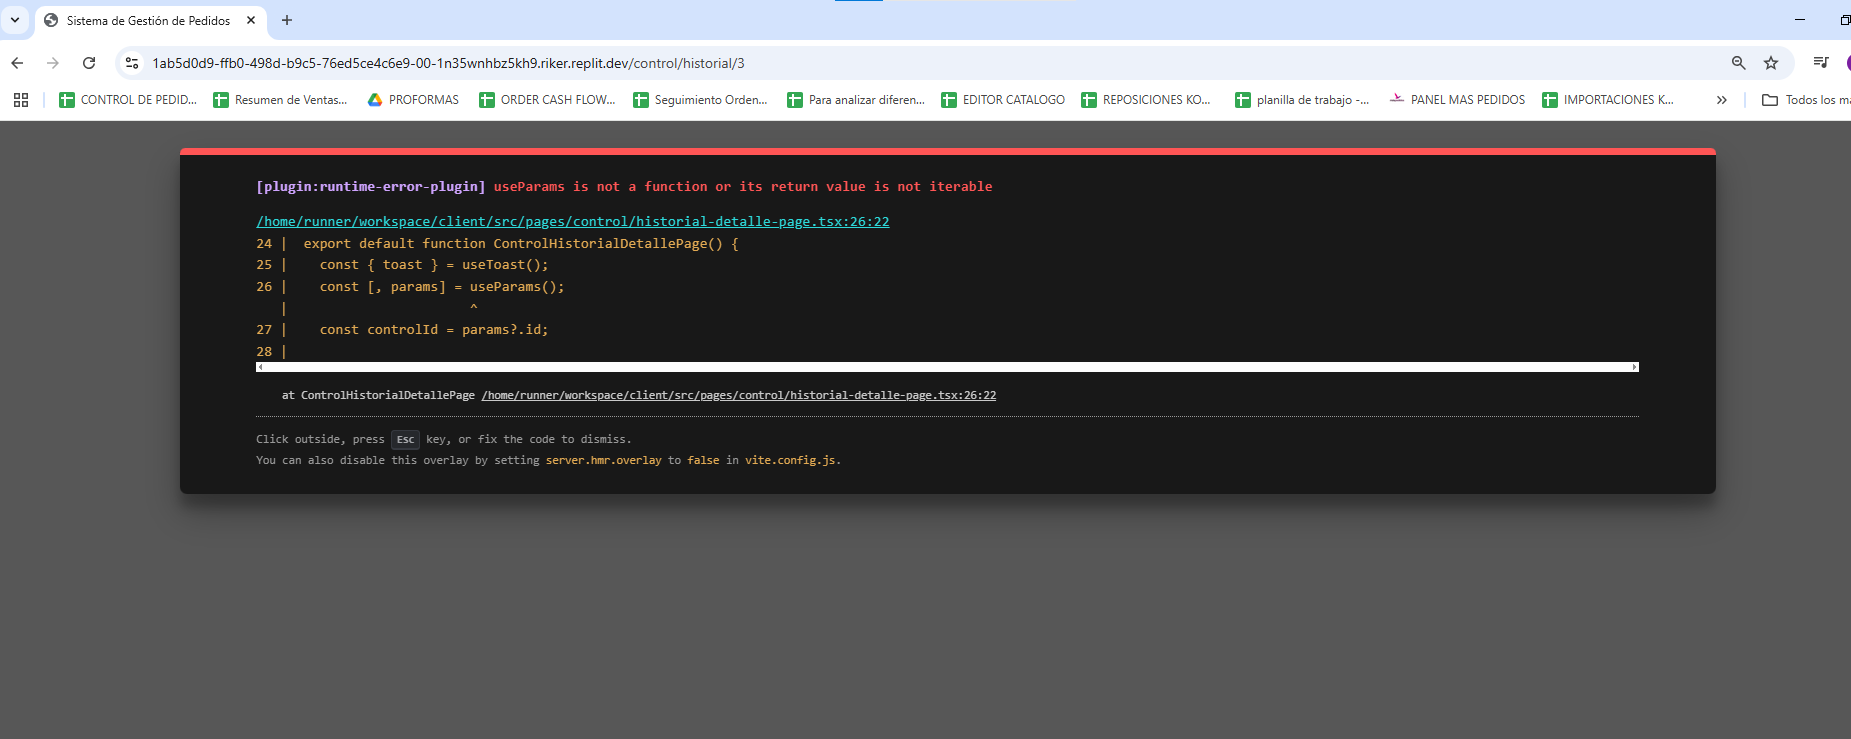 Sistema de Gestión de Pedidos
1ab5d0d9-ffb0-498d-b9c5-76ed5ce4c6e9-00-1n35wnhbz5kh9.riker.replit.dev/control/historial/3
CONTROL DE PEDID... Resumen de Ventas... PROFORMAS ORDER CASH FLOW... Seguimiento Orden... Para analizar diferen... EDITOR CATALOGO REPOSICIONES KO... planilla de trabajo -... PANEL MAS PEDIDOS IMPORTACIONES K... » Todos los ma
[plugin:runtime-error-plugin] useParams is not a function or its return value is not iterable
/home/runner/workspace/client/src/pages/control/historial-detalle-page.tsx:26:22
24 | export default function ControlHistorialDetallePage() {
25 | const { toast } = useToast();
26 | const [, params] = useParams();
| ^
27 | const controlId = params?.id;
28 |
at ControlHistorialDetallePage /home/runner/workspace/client/src/pages/control/historial-detalle-page.tsx:26:22
Click outside, press Esc key, or fix the code to dismiss.
You can also disable this overlay by setting server.hmr.overlay to false in vite.config.js.